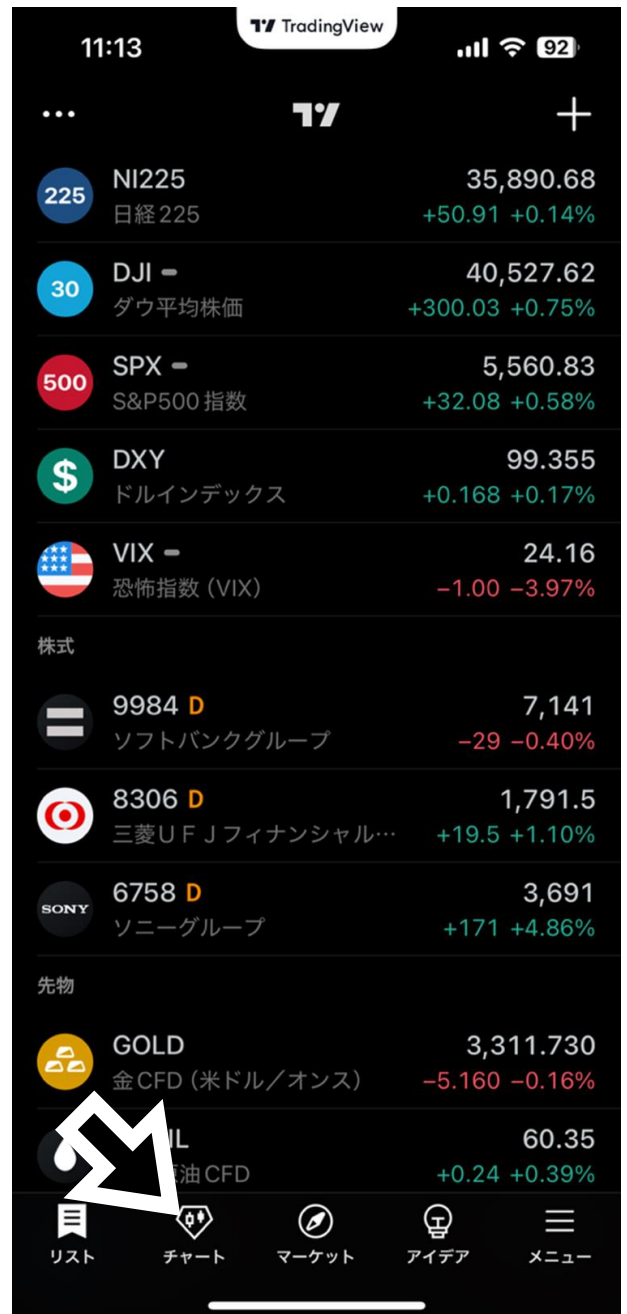 TradingView
11:13
92
NI225
35,890.68
225
日経225
+50.91 +0.14%
DJI
40,527.62
30
ダウ平均株価
+300.03 +0.75%
SPX
5,560.83
500
S&P500 指数
+32.08 +0.58%
DXY
99.355
$
ドルインデックス
+0.168 +0.17%
VIX
24.16
恐怖指数 (VIX)
−1.00 −3.97%
株式
9984 D
7,141
ソフトバンクグループ
−29 −0.40%
8306 D
1,791.5
三菱ＵＦＪフィナンシャル…
+19.5 +1.10%
6758 D
3,691
SONY
ソニーグループ
+171 +4.86%
先物
GOLD
3,311.730
金CFD (米ドル／オンス)
−5.160 −0.16%
IL
60.35
油CFD
+0.24 +0.39%
リスト
チャート
マーケット
アイデア
メニュー